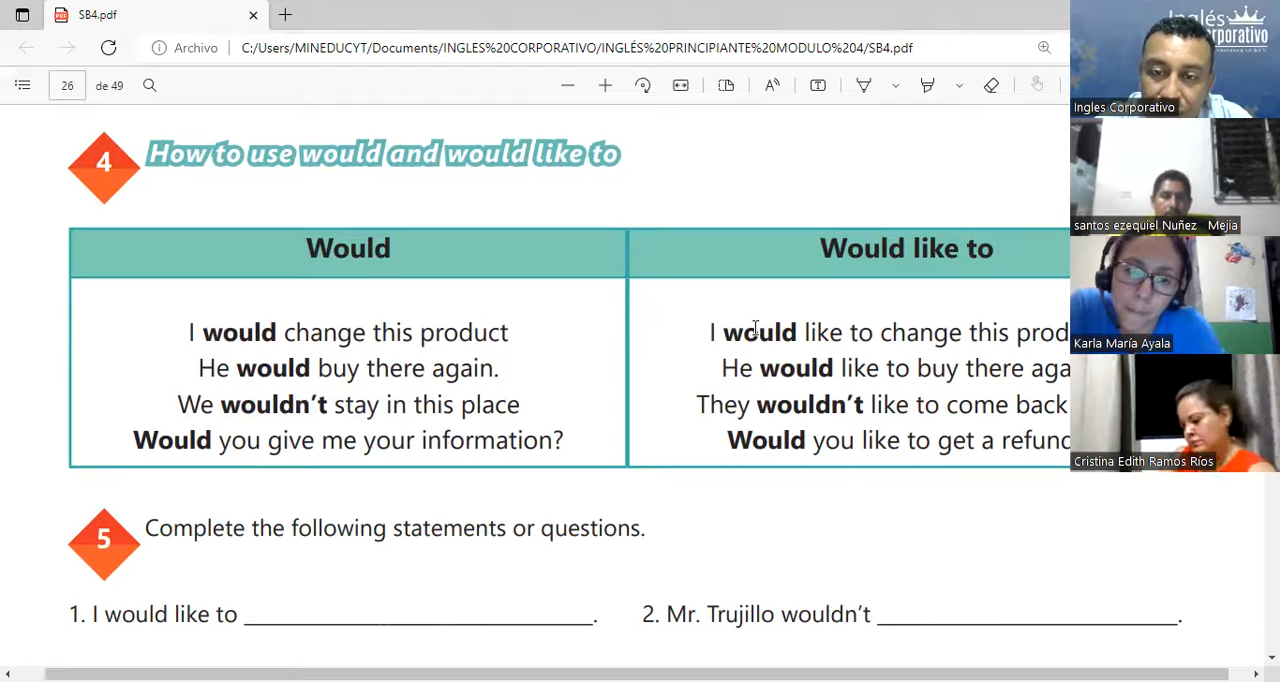 SB4.pdf
Archivo
C:/Users/MINEDUCYT/Documents/INGLES%20CORPORATIVO/INGLÉS%20PRINCIPIANTE%20MODULO%204/SB4.pdf
26 de 49
4 How to use would and would like to
Would
I would change this product
He would buy there again.
We wouldn't stay in this place
Would you give me your information?
Would like to
I would like to change this prod
He would like to buy there aga
They wouldn't like to come back
Would you like to get a refund
5 Complete the following statements or questions.
1. I would like to ______________________________.
2. Mr. Trujillo wouldn't __________________________.
Inglés
Corporativo
Ingles Corporativo
santos ezequiel Nuñez Mejia
Karla María Ayala
Cristina Edith Ramos Ríos